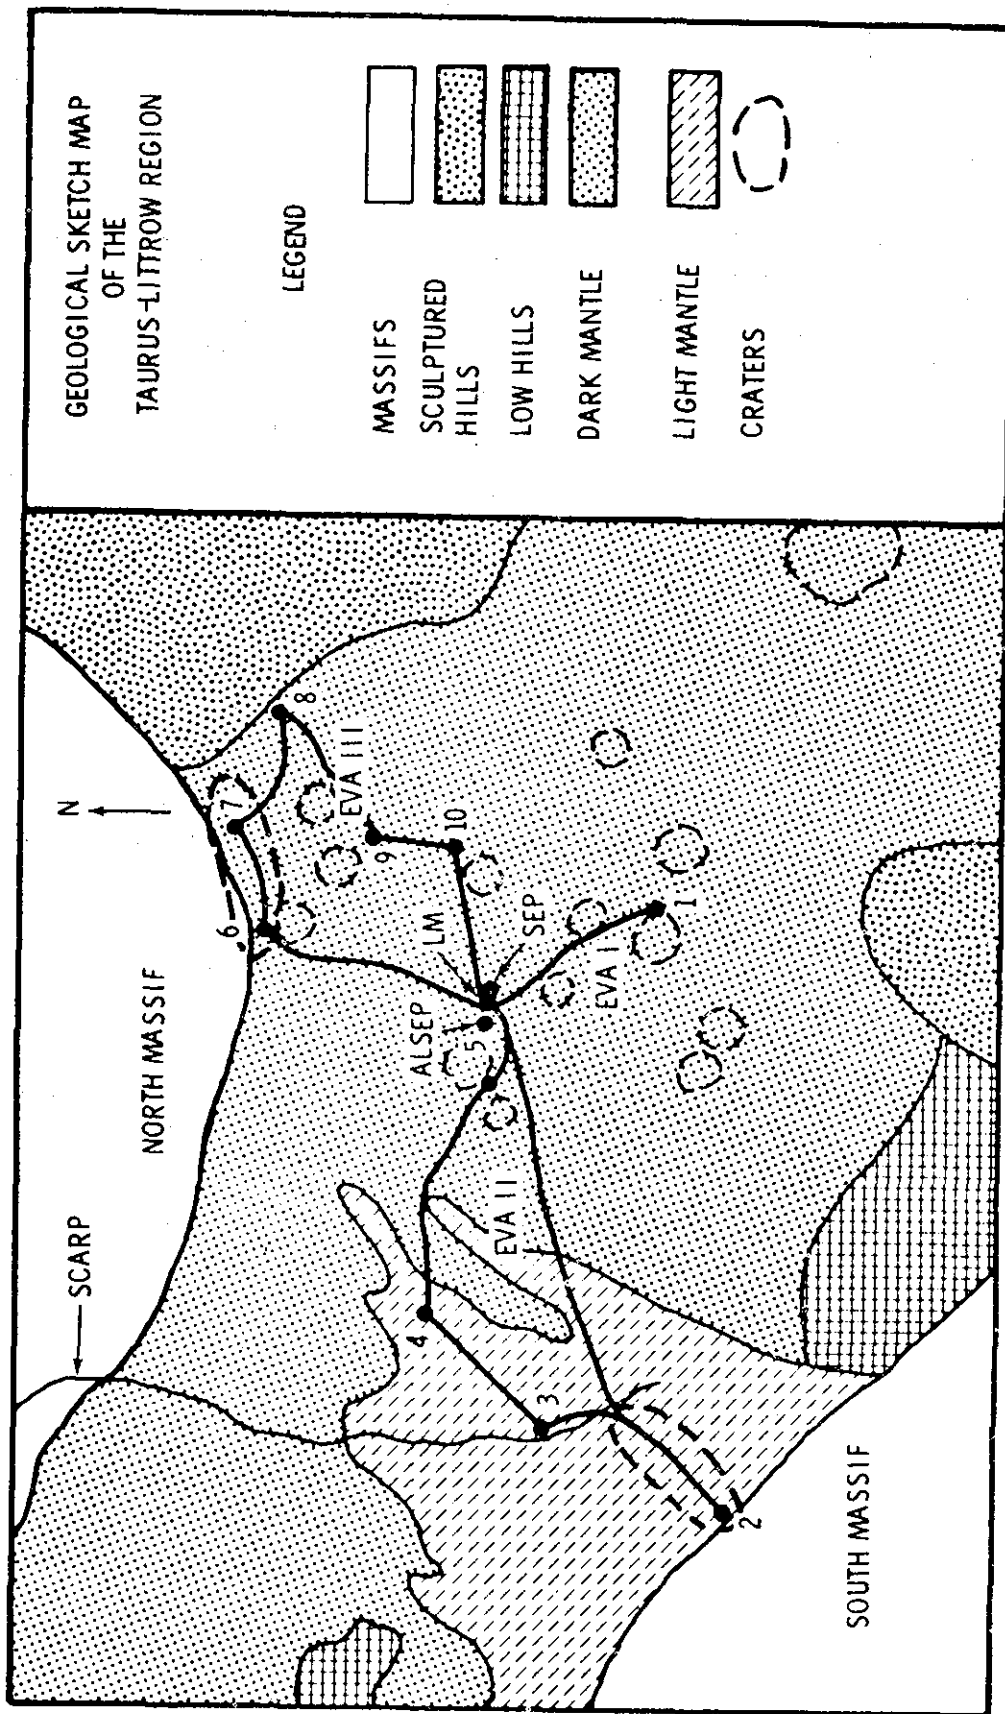 GEOLOGICAL SKETCH MAP
OF THE
TAURUS-LITTROW REGION
LEGEND
MASSIFS
SCULPTURED
HILLS
LOW HILLS
DARK MANTLE
LIGHT MANTLE
CRATERS
N
SCARP
NORTH MASSIF
6
7
8
EVA III
9
10
LM
SEP
ALSEP
5
EVA I
1
EVA II
4
3
2
SOUTH MASSIF